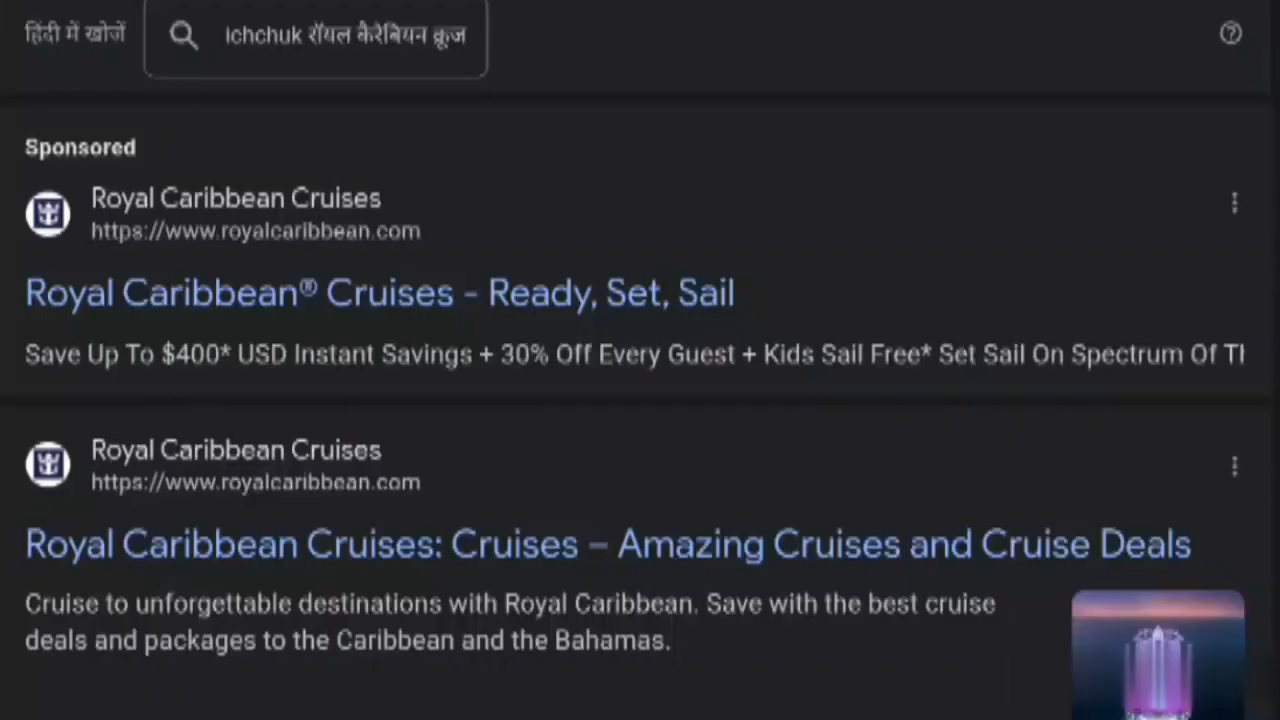 हिंदी में खोजें
ichchuk रॉयल कैरेबियन क्रूज
Sponsored
Royal Caribbean Cruises
https://www.royalcaribbean.com
Royal Caribbean® Cruises - Ready, Set, Sail
Save Up To $400* USD Instant Savings + 30% Off Every Guest + Kids Sail Free* Set Sail On Spectrum Of
Royal Caribbean Cruises
https://www.royalcaribbean.com
Royal Caribbean Cruises: Cruises – Amazing Cruises and Cruise Deals
Cruise to unforgettable destinations with Royal Caribbean. Save with the best cruise
deals and packages to the Caribbean and the Bahamas.